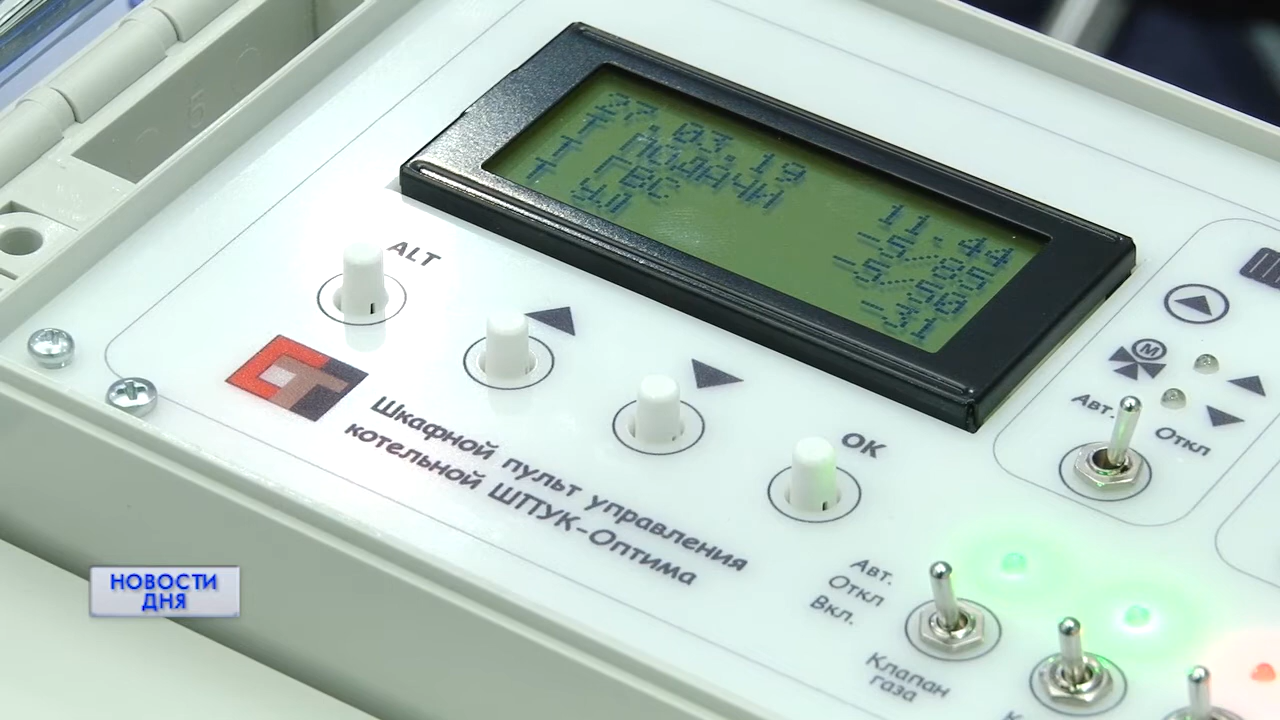 27.03.19 11.44
Т Подачи -5/85
Т ГВС -5/50
Т ул -31
ALT
OK
Шкафной пульт управления
котельной ШПУК-Оптима
М
Авт.
Откл
Авт.
Откл
Вкл.
Клапан
газа
НОВОСТИ
ДНЯ